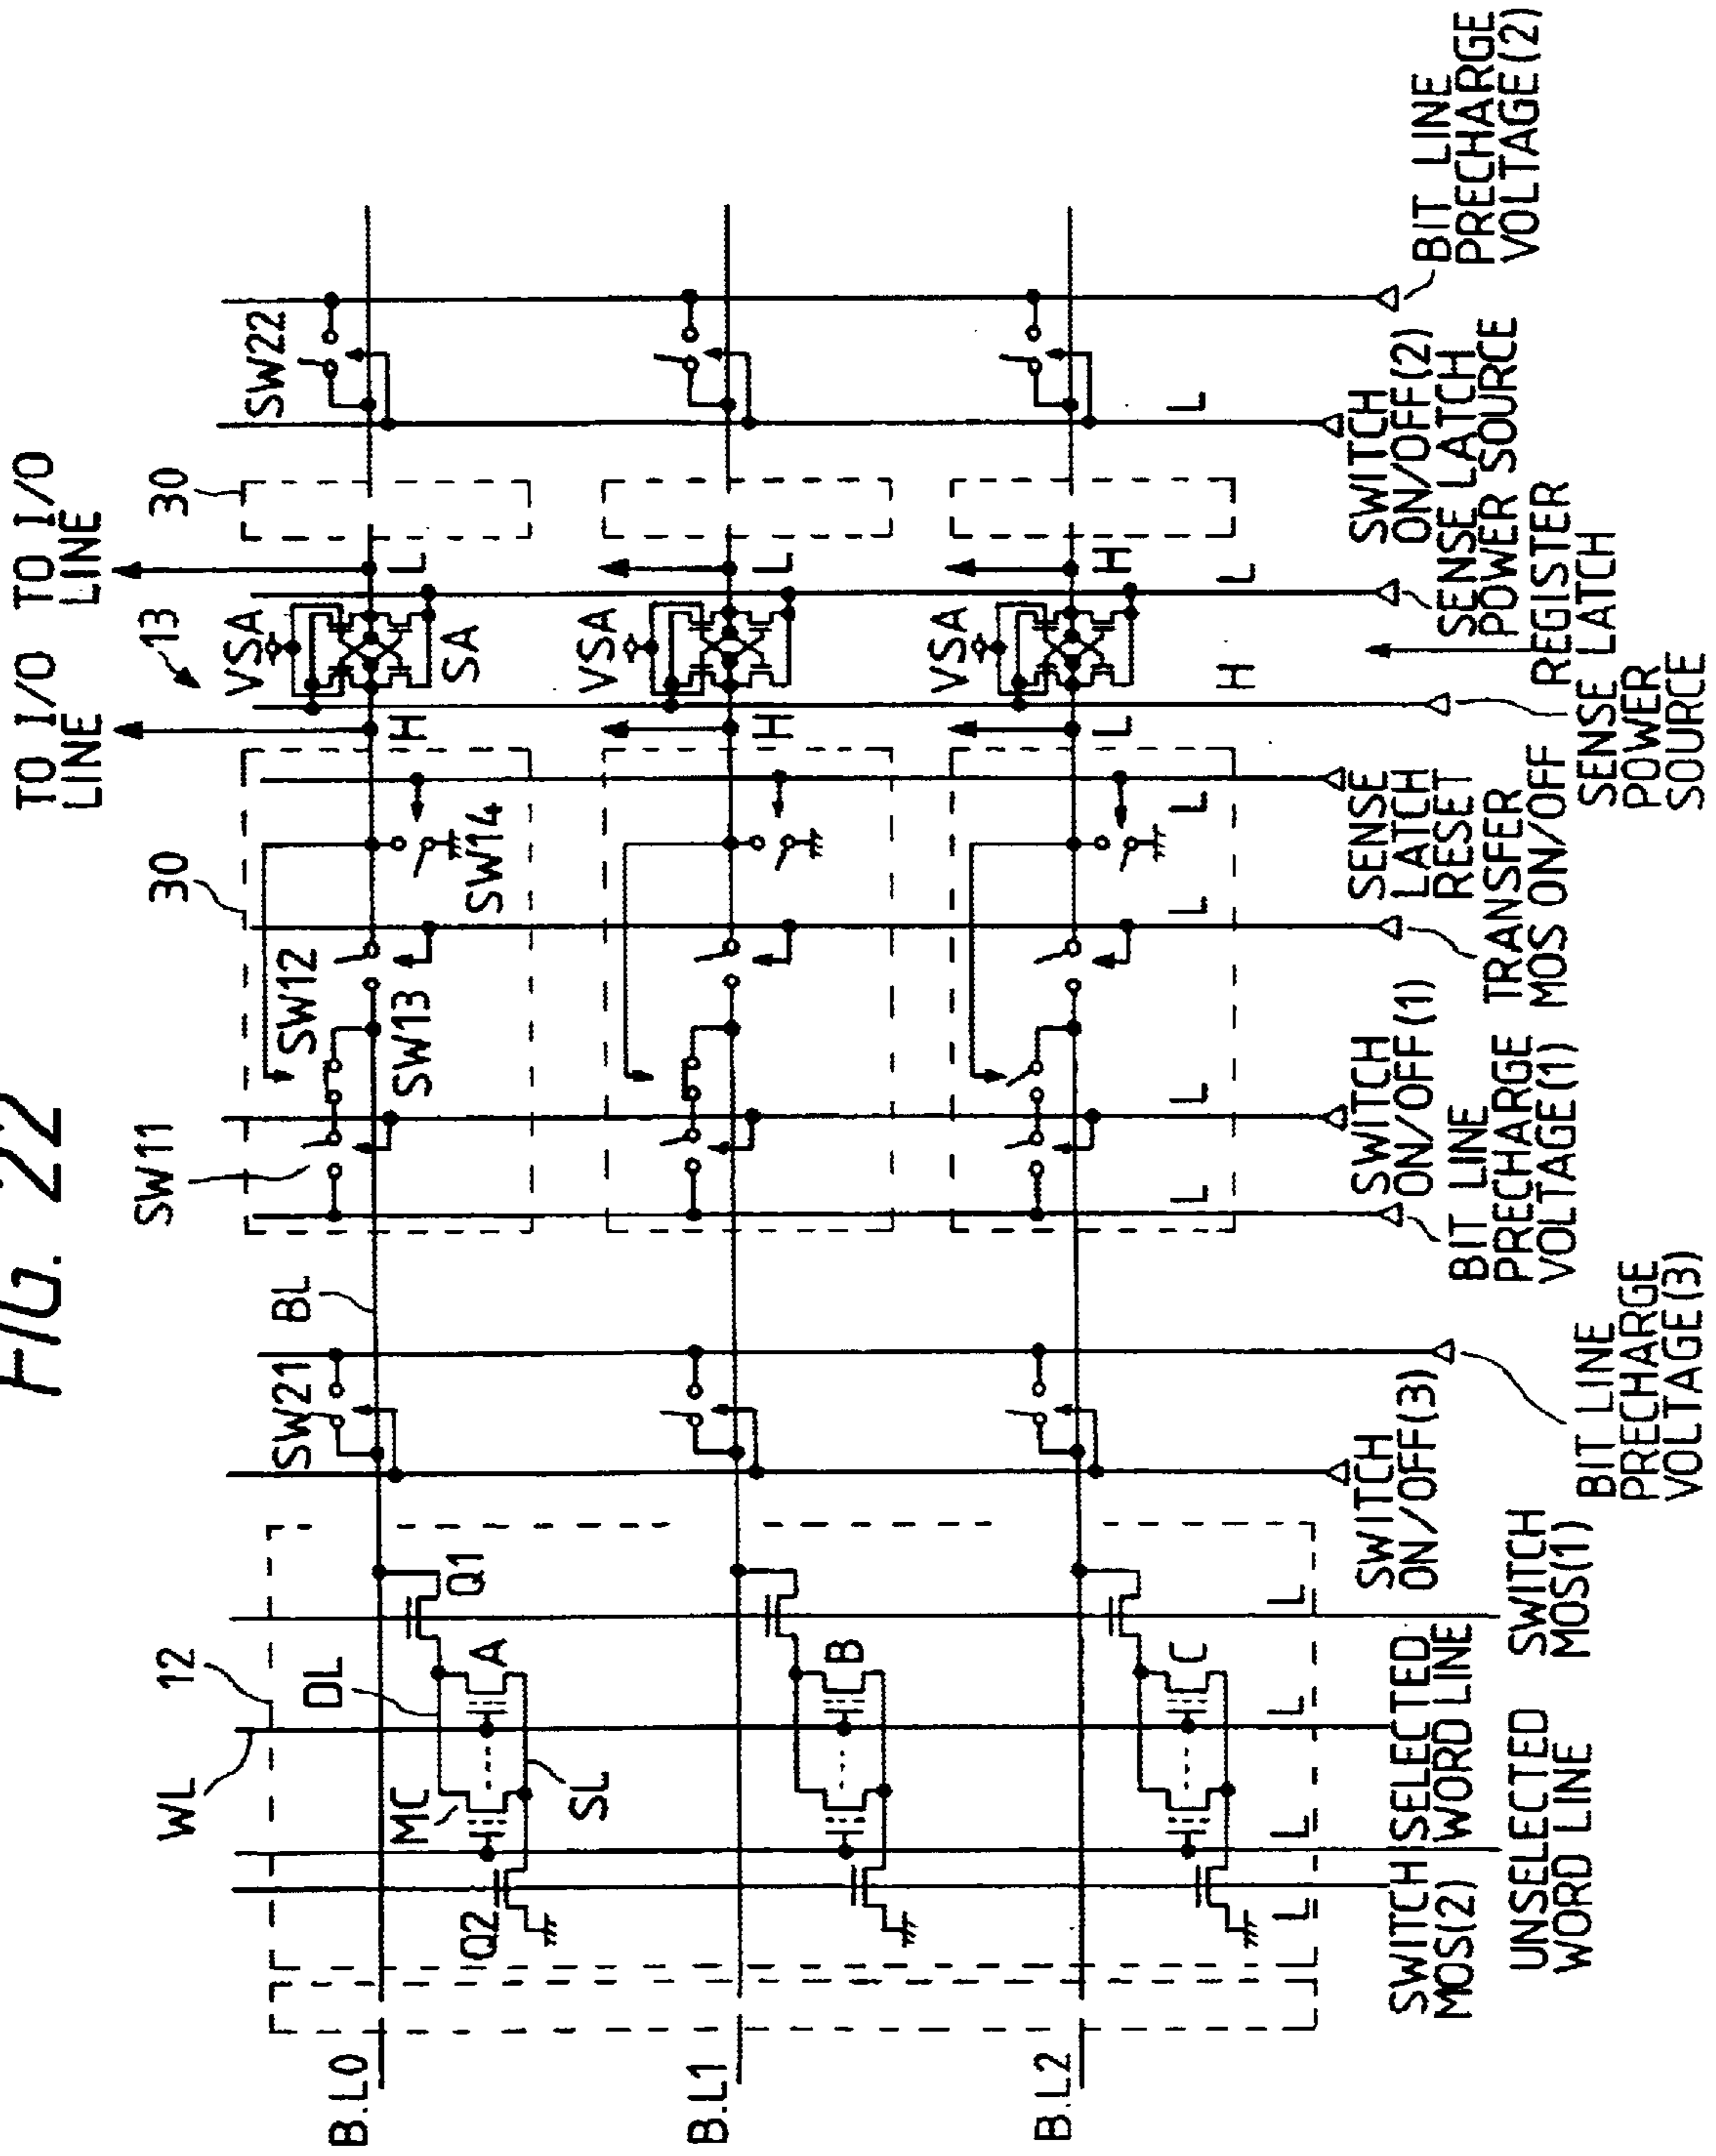 FIG. 22
TO I/O
LINE
TO I/O
LINE
13
30
30
SW11
12
WL
SW22
VSA
SA
L
H
SW14
SW12
SW13
BL
SW21
Q1
A
DL
MC
SL
Q2
B.L0
VSA
L
H
B
B.L1
VSA
H
L
C
B.L2
L
L
H
L
L
L
L
L
L
L
L
BIT LINE
PRECHARGE
VOLTAGE(2)
SWITCH
ON/OFF(2)
SENSE LATCH
POWER SOURCE
REGISTER
LATCH
SENSE
POWER
SOURCE
SENSE
LATCH
RESET
TRANSFER
MOS ON/OFF
SWITCH
ON/OFF(1)
BIT LINE
PRECHARGE
VOLTAGE(1)
BIT LINE
PRECHARGE
VOLTAGE(3)
SWITCH
ON/OFF(3)
SWITCH
MOS(1)
SELECTED
WORD LINE
UNSELECTED
WORD LINE
SWITCH
MOS(2)